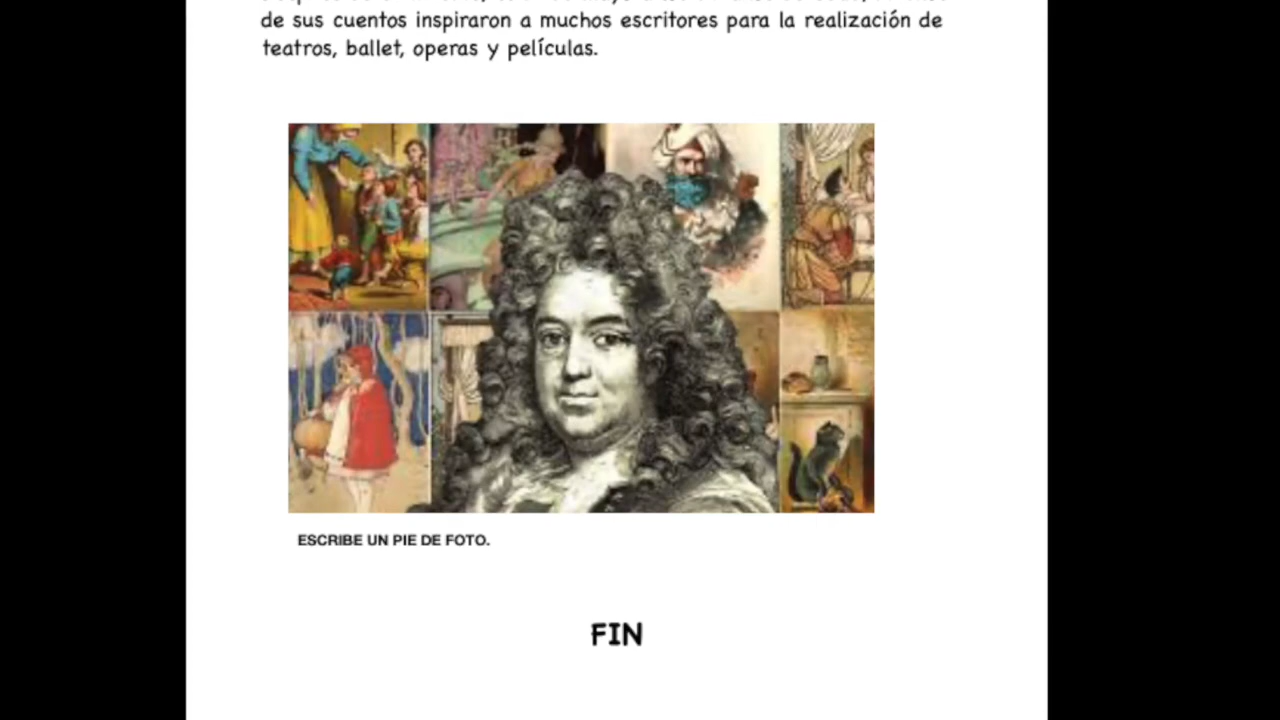 de sus cuentos inspiraron a muchos escritores para la realización de
teatros, ballet, operas y películas.
ESCRIBE UN PIE DE FOTO.
FIN